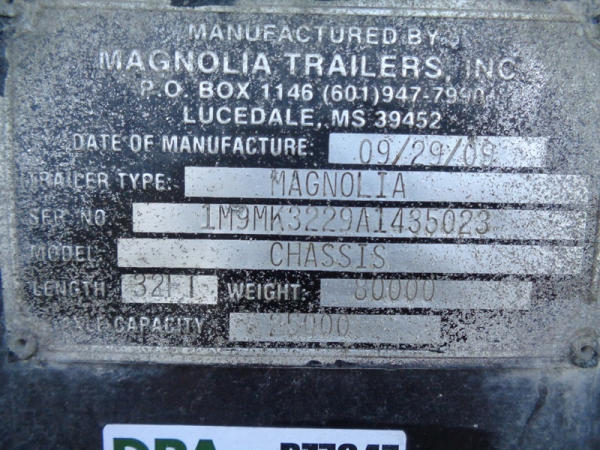 MANUFACTURED BY
MAGNOLIA TRAILERS, INC
P.O. BOX 1146 (601)947-7990
LUCEDALE, MS 39452
DATE OF MANUFACTURE: 09/29/09
TRAILER TYPE: MAGNOLIA
SER. NO. 1M9MK3229A1435023
MODEL: CHASSIS
LENGTH 32FT WEIGHT: 80000
CAPACITY 25000